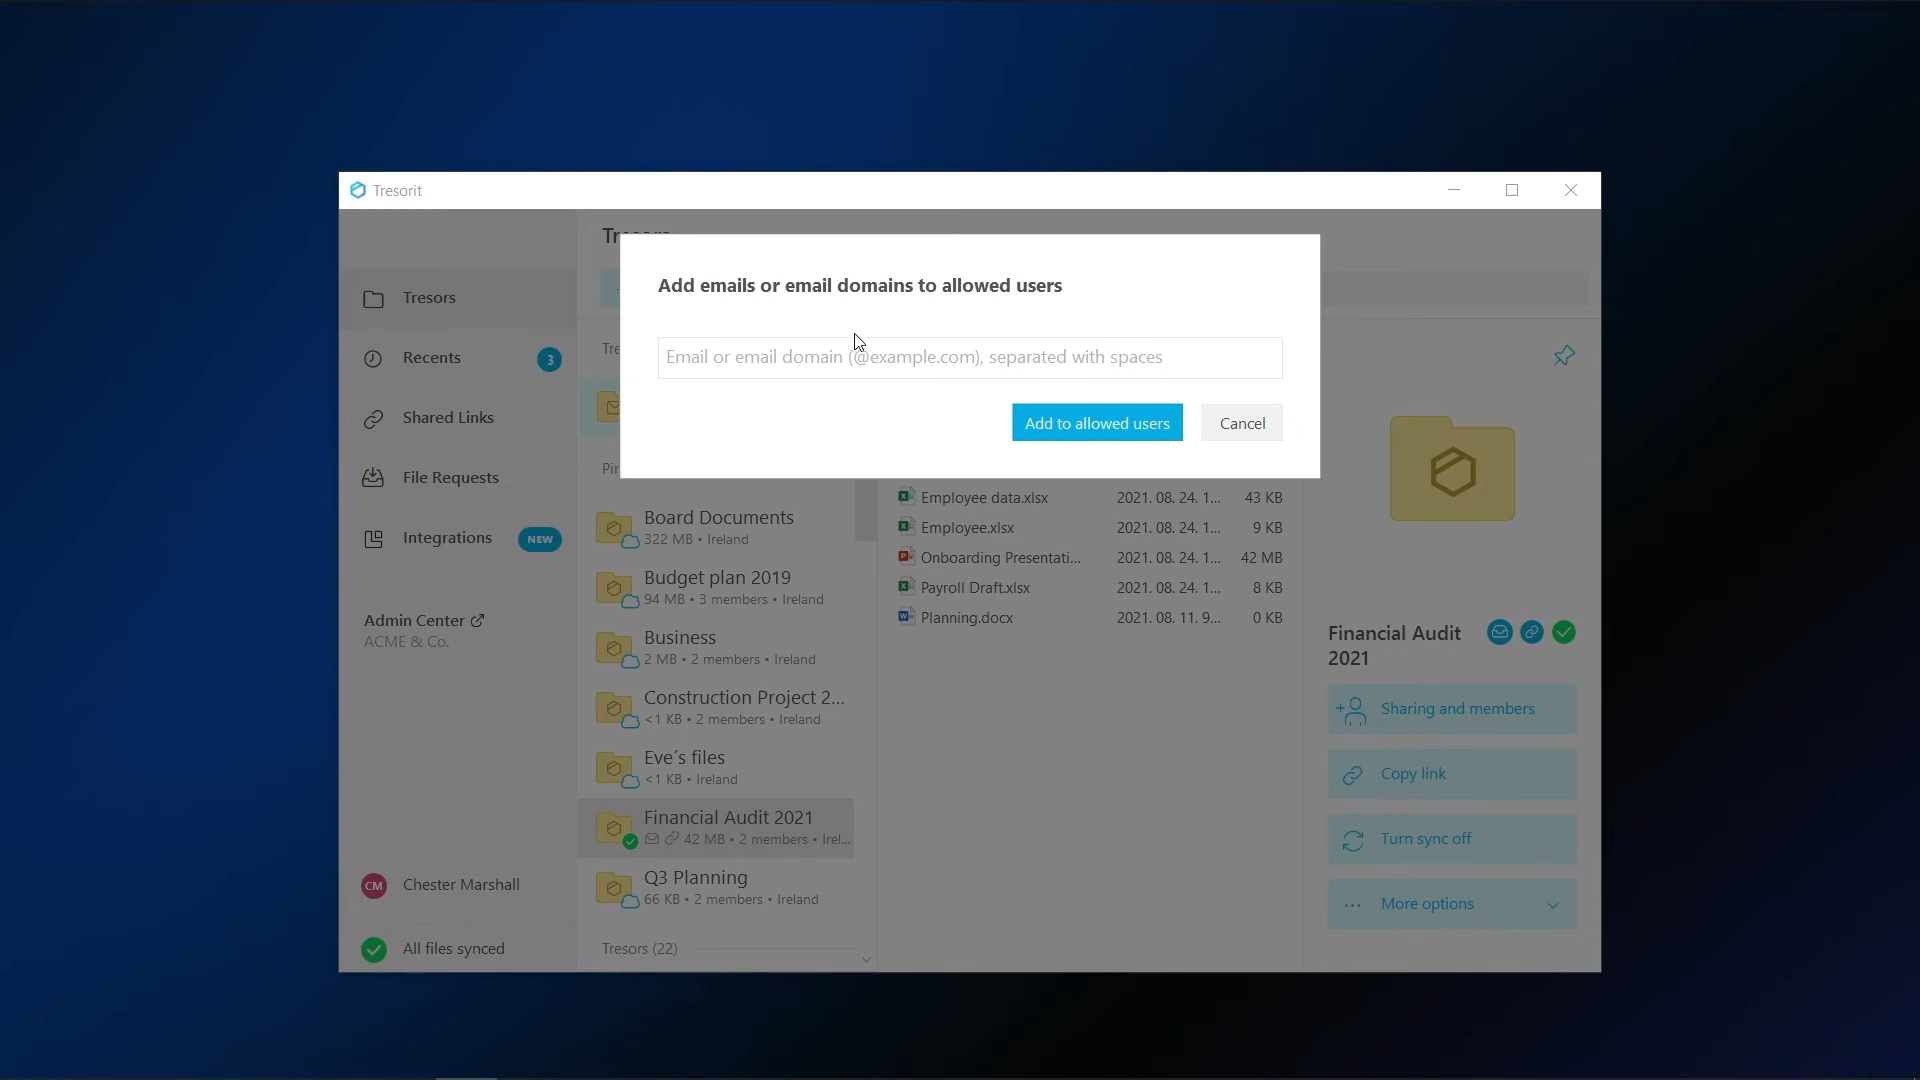 Tresorit
Tresors
Recents
3
Shared Links
File Requests
Integrations
NEW
Admin Center
ACME & Co.
CM
Chester Marshall
All files synced
Add emails or email domains to allowed users
Email or email domain (@example.com), separated with spaces
Add to allowed users
Cancel
Board Documents
322 MB • Ireland
Budget plan 2019
94 MB • 3 members • Ireland
Business
2 MB • 2 members • Ireland
Construction Project 2...
<1 KB • 2 members • Ireland
Eve´s files
<1 KB • Ireland
Financial Audit 2021
42 MB • 2 members • Irel...
Q3 Planning
66 KB • 2 members • Ireland
Tresors (22)
Employee data.xlsx 2021. 08. 24. 1... 43 KB
Employee.xlsx 2021. 08. 24. 1... 9 KB
Onboarding Presentati... 2021. 08. 24. 1... 42 MB
Payroll Draft.xlsx 2021. 08. 24. 1... 8 KB
Planning.docx 2021. 08. 11. 9... 0 KB
Financial Audit
2021
Sharing and members
Copy link
Turn sync off
More options